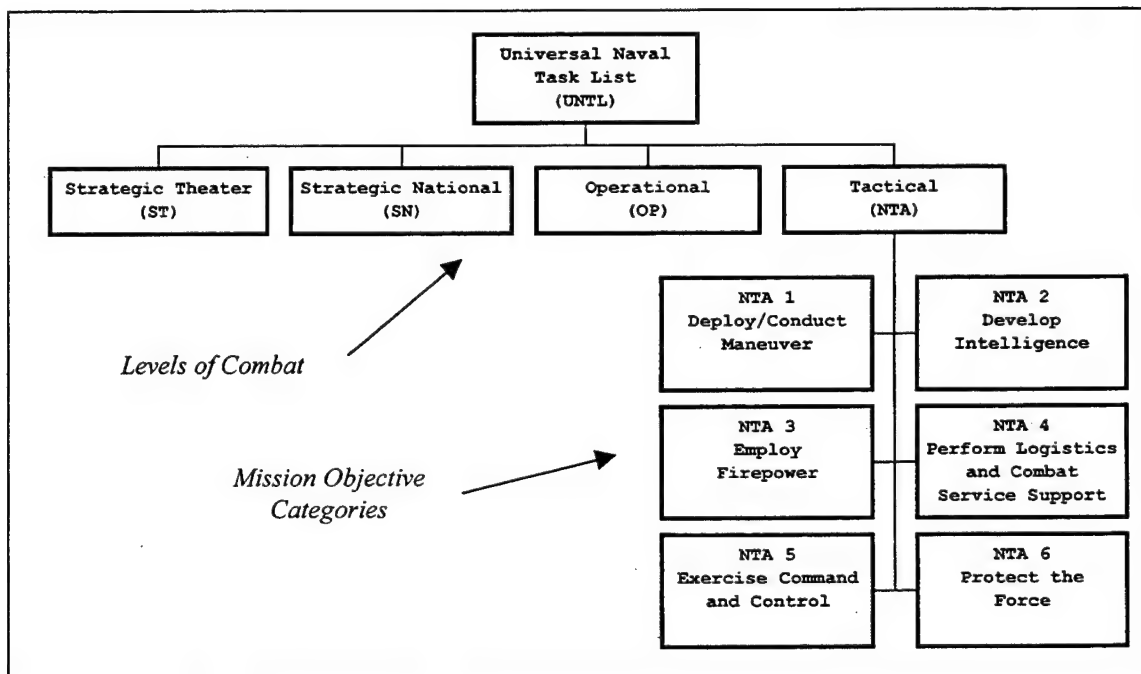 Universal Naval
Task List
(UNTL)
Strategic Theater
(ST)
Strategic National
(SN)
Operational
(OP)
Tactical
(NTA)
Levels of Combat
NTA 1
Deploy/Conduct
Maneuver
NTA 2
Develop
Intelligence
Mission Objective
Categories
NTA 3
Employ
Firepower
NTA 4
Perform Logistics
and Combat
Service Support
NTA 5
Exercise Command
and Control
NTA 6
Protect the
Force